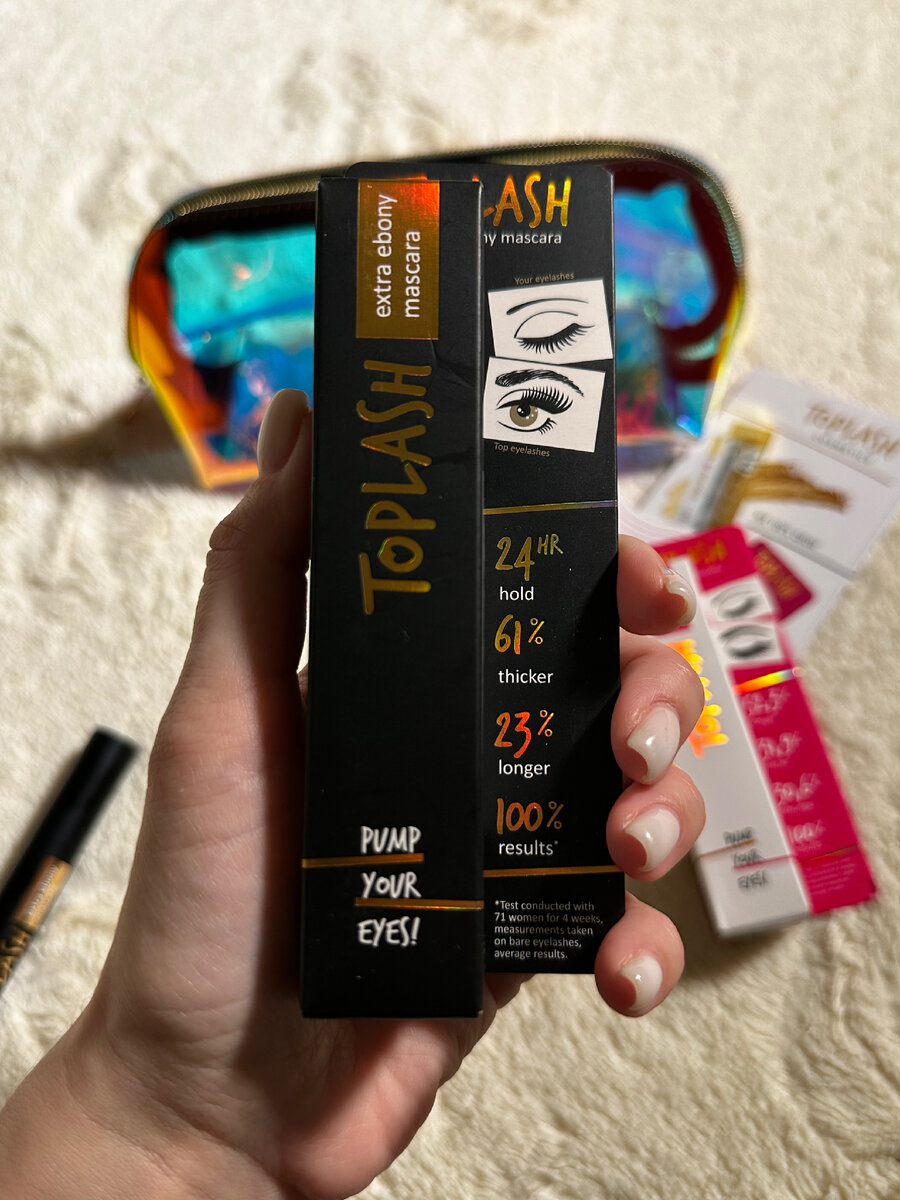 extra ebony
mascara
TOPLASH
PUMP
YOUR
EYES!
LASH
mascara
Your eyelashes
Top eyelashes
24HR
hold
61%
thicker
23%
longer
100%
results*
*Test conducted with
71 women for 4 weeks,
measurements taken
on bare eyelashes,
average results.
TOPLASH
PUMP
YOUR
EYES!